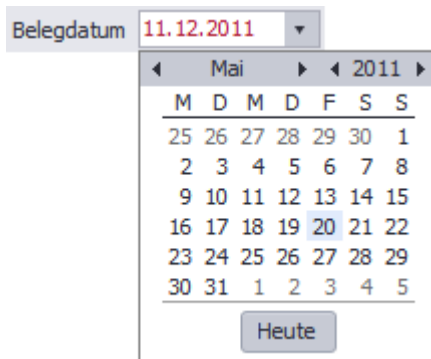 Belegdatum 11.12.2011
Mai 2011
M D M D F S S
25 26 27 28 29 30 1
2 3 4 5 6 7 8
9 10 11 12 13 14 15
16 17 18 19 20 21 22
23 24 25 26 27 28 29
30 31 1 2 3 4 5
Heute